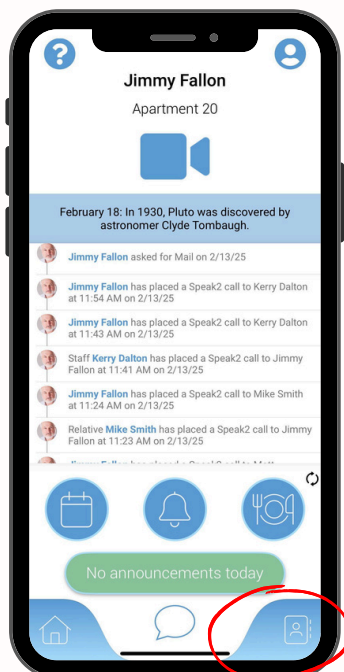 ?
Jimmy Fallon
Apartment 20
February 18: In 1930, Pluto was discovered by
astronomer Clyde Tombaugh.
Jimmy Fallon asked for Mail on 2/13/25
Jimmy Fallon has placed a Speak2 call to Kerry Dalton
at 11:54 AM on 2/13/25
Jimmy Fallon has placed a Speak2 call to Kerry Dalton
at 11:43 AM on 2/13/25
Staff Kerry Dalton has placed a Speak2 call to Jimmy
Fallon at 11:41 AM on 2/13/25
Jimmy Fallon has placed a Speak2 call to Mike Smith
at 11:24 AM on 2/13/25
Relative Mike Smith has placed a Speak2 call to Jimmy
Fallon at 11:23 AM on 2/13/25
No announcements today